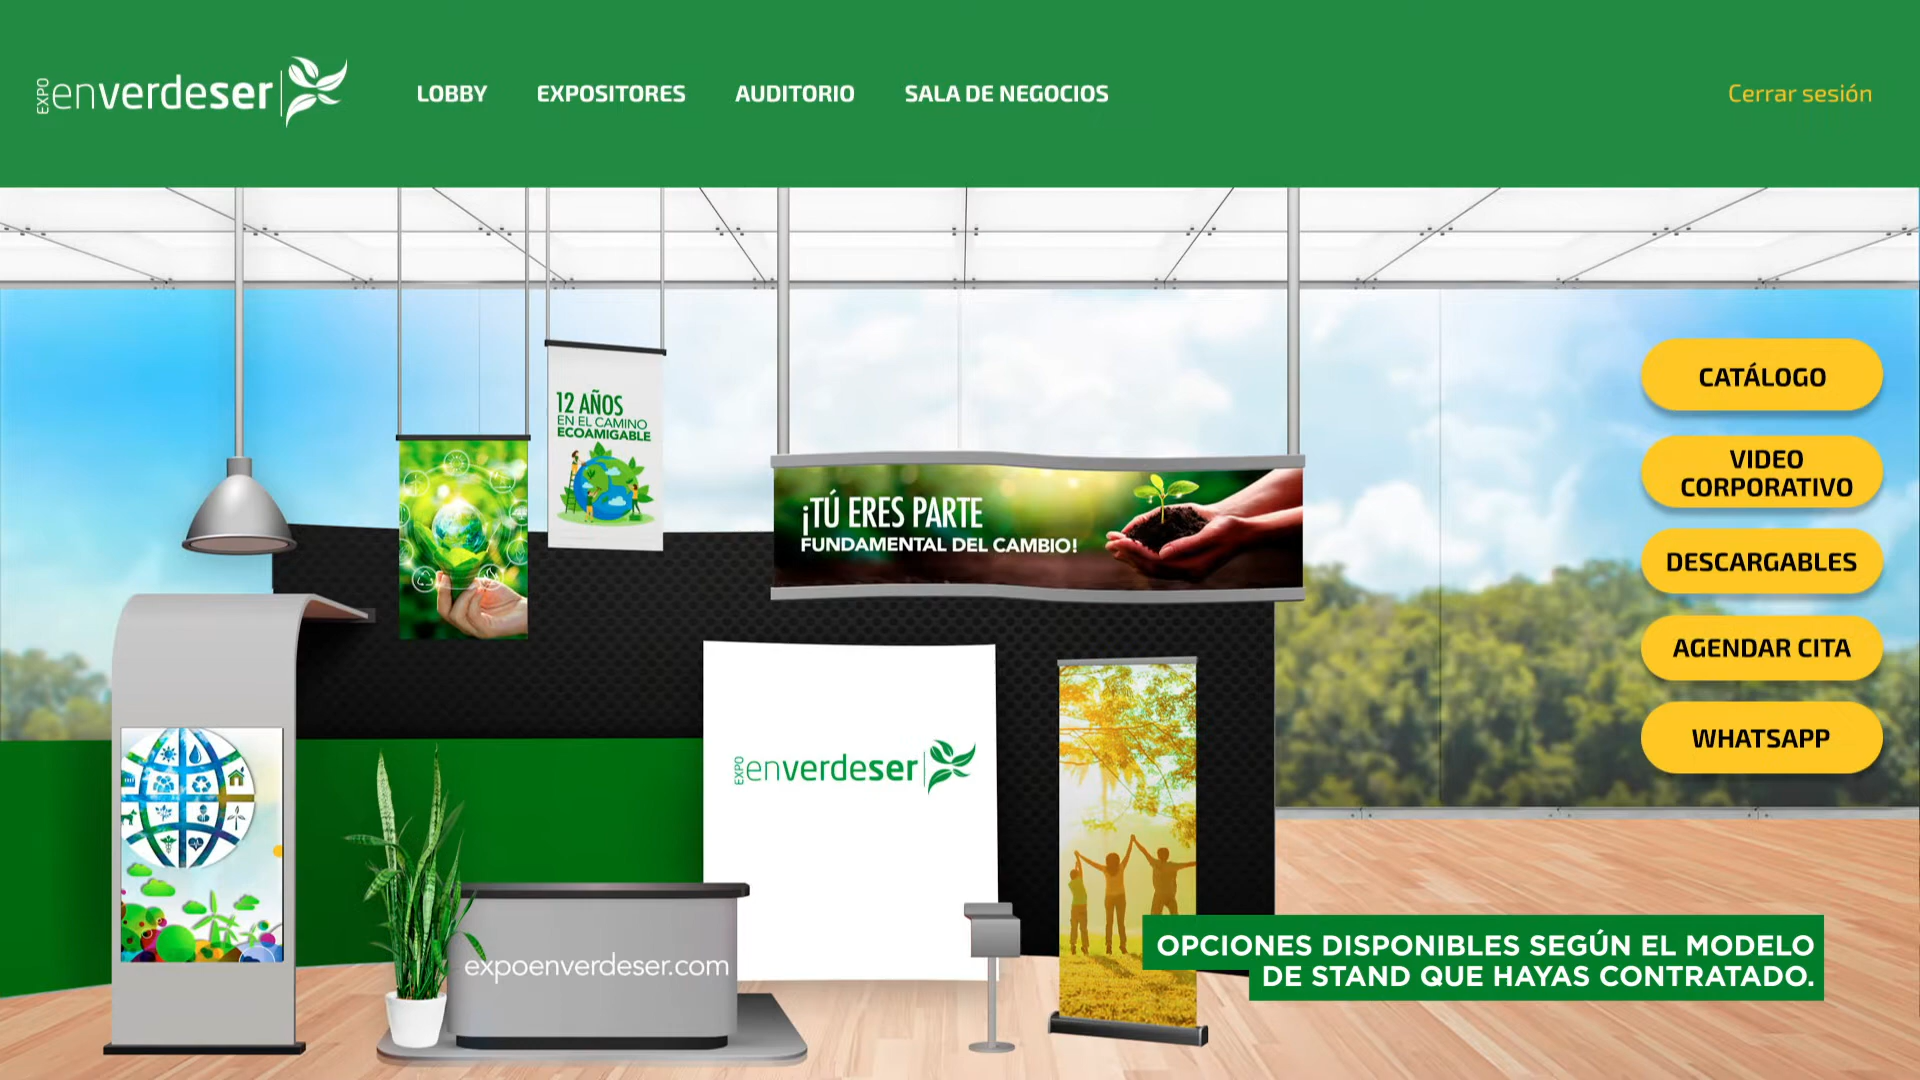 EXPO enverdeser
LOBBY
EXPOSITORES
AUDITORIO
SALA DE NEGOCIOS
Cerrar sesión
12 AÑOS
EN EL CAMINO
ECOAMIGABLE
¡TÚ ERES PARTE
FUNDAMENTAL DEL CAMBIO!
CATÁLOGO
VIDEO
CORPORATIVO
DESCARGABLES
AGENDAR CITA
WHATSAPP
EXPO enverdeser
expoenverdeser.com
OPCIONES DISPONIBLES SEGÚN EL MODELO
DE STAND QUE HAYAS CONTRATADO.